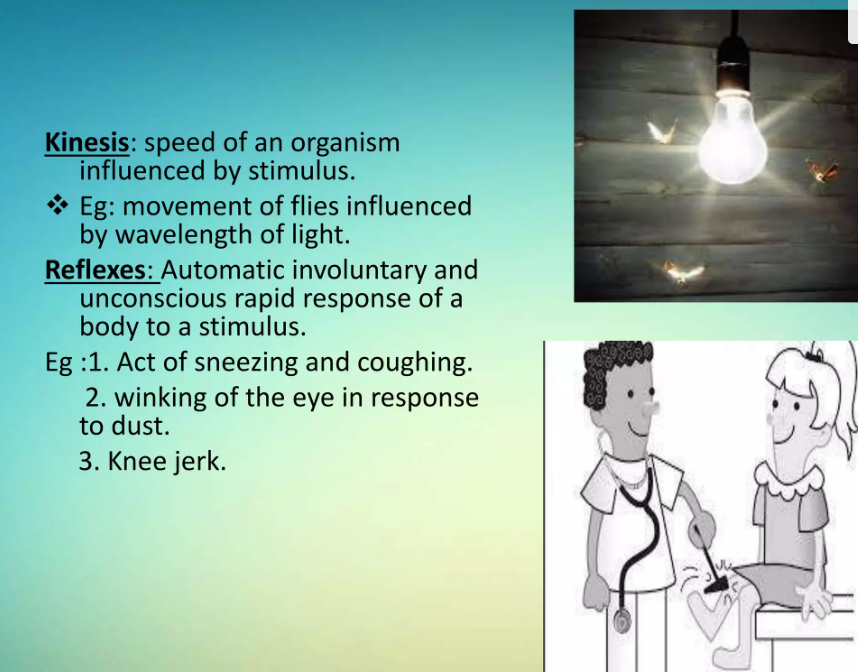 Kinesis: speed of an organism
influenced by stimulus.
❖ Eg: movement of flies influenced
by wavelength of light.
Reflexes: Automatic involuntary and
unconscious rapid response of a
body to a stimulus.
Eg :1. Act of sneezing and coughing.
2. winking of the eye in response
to dust.
3. Knee jerk.